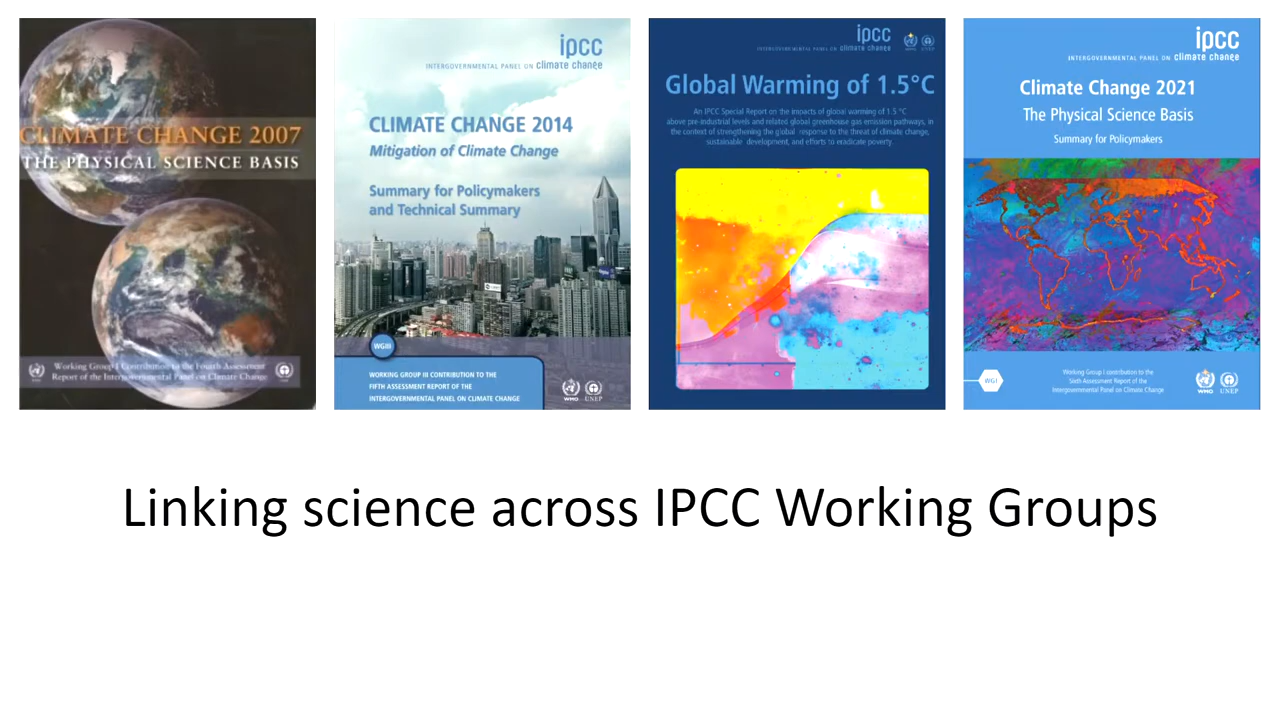 CLIMATE CHANGE 2007
THE PHYSICAL SCIENCE BASIS
Working Group I Contribution to the Fourth Assessment
Report of the Intergovernmental Panel on Climate Change
ipcc
INTERGOVERNMENTAL PANEL ON climate change
CLIMATE CHANGE 2014
Mitigation of Climate Change
Summary for Policymakers
and Technical Summary
WGIII
WORKING GROUP III CONTRIBUTION TO THE
FIFTH ASSESSMENT REPORT OF THE
INTERGOVERNMENTAL PANEL ON CLIMATE CHANGE
WMO UNEP
ipcc
INTERGOVERNMENTAL PANEL ON climate change
WMO UNEP
Global Warming of 1.5°C
An IPCC Special Report on the impacts of global warming of 1.5 °C
above pre-industrial levels and related global greenhouse gas emission pathways, in
the context of strengthening the global response to the threat of climate change,
sustainable development, and efforts to eradicate poverty.
ipcc
INTERGOVERNMENTAL PANEL ON climate change
Climate Change 2021
The Physical Science Basis
Summary for Policymakers
WGI
Working Group I contribution to the
Sixth Assessment Report of the
Intergovernmental Panel on Climate Change
WMO UNEP
Linking science across IPCC Working Groups